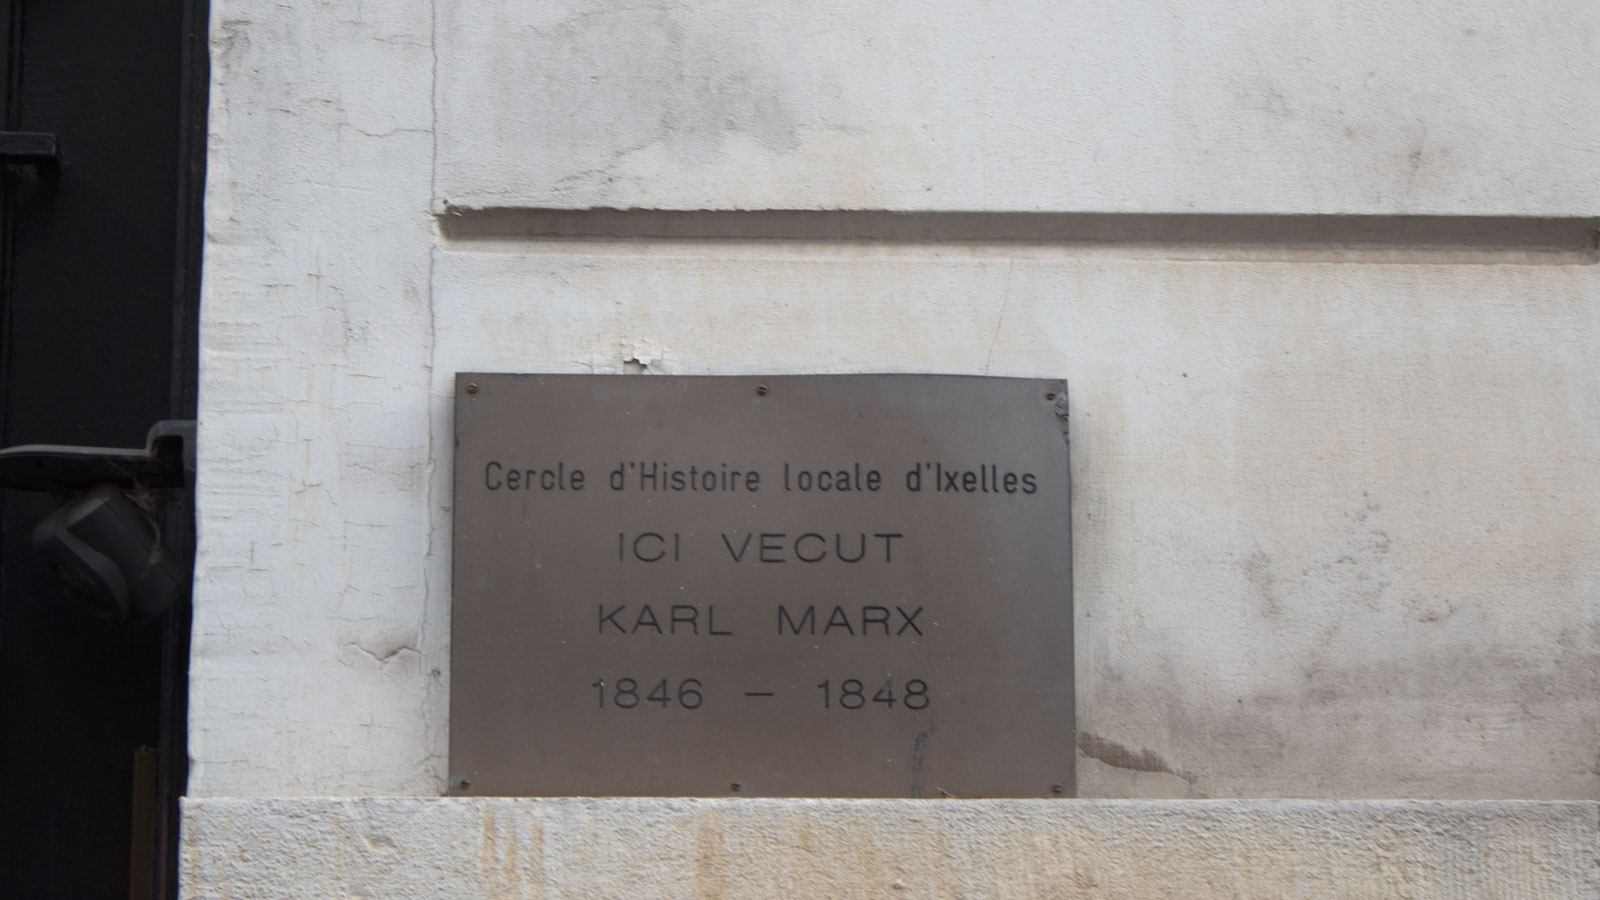 Cercle d'Histoire locale d'Ixelles
ICI VECUT
KARL MARX
1846 – 1848